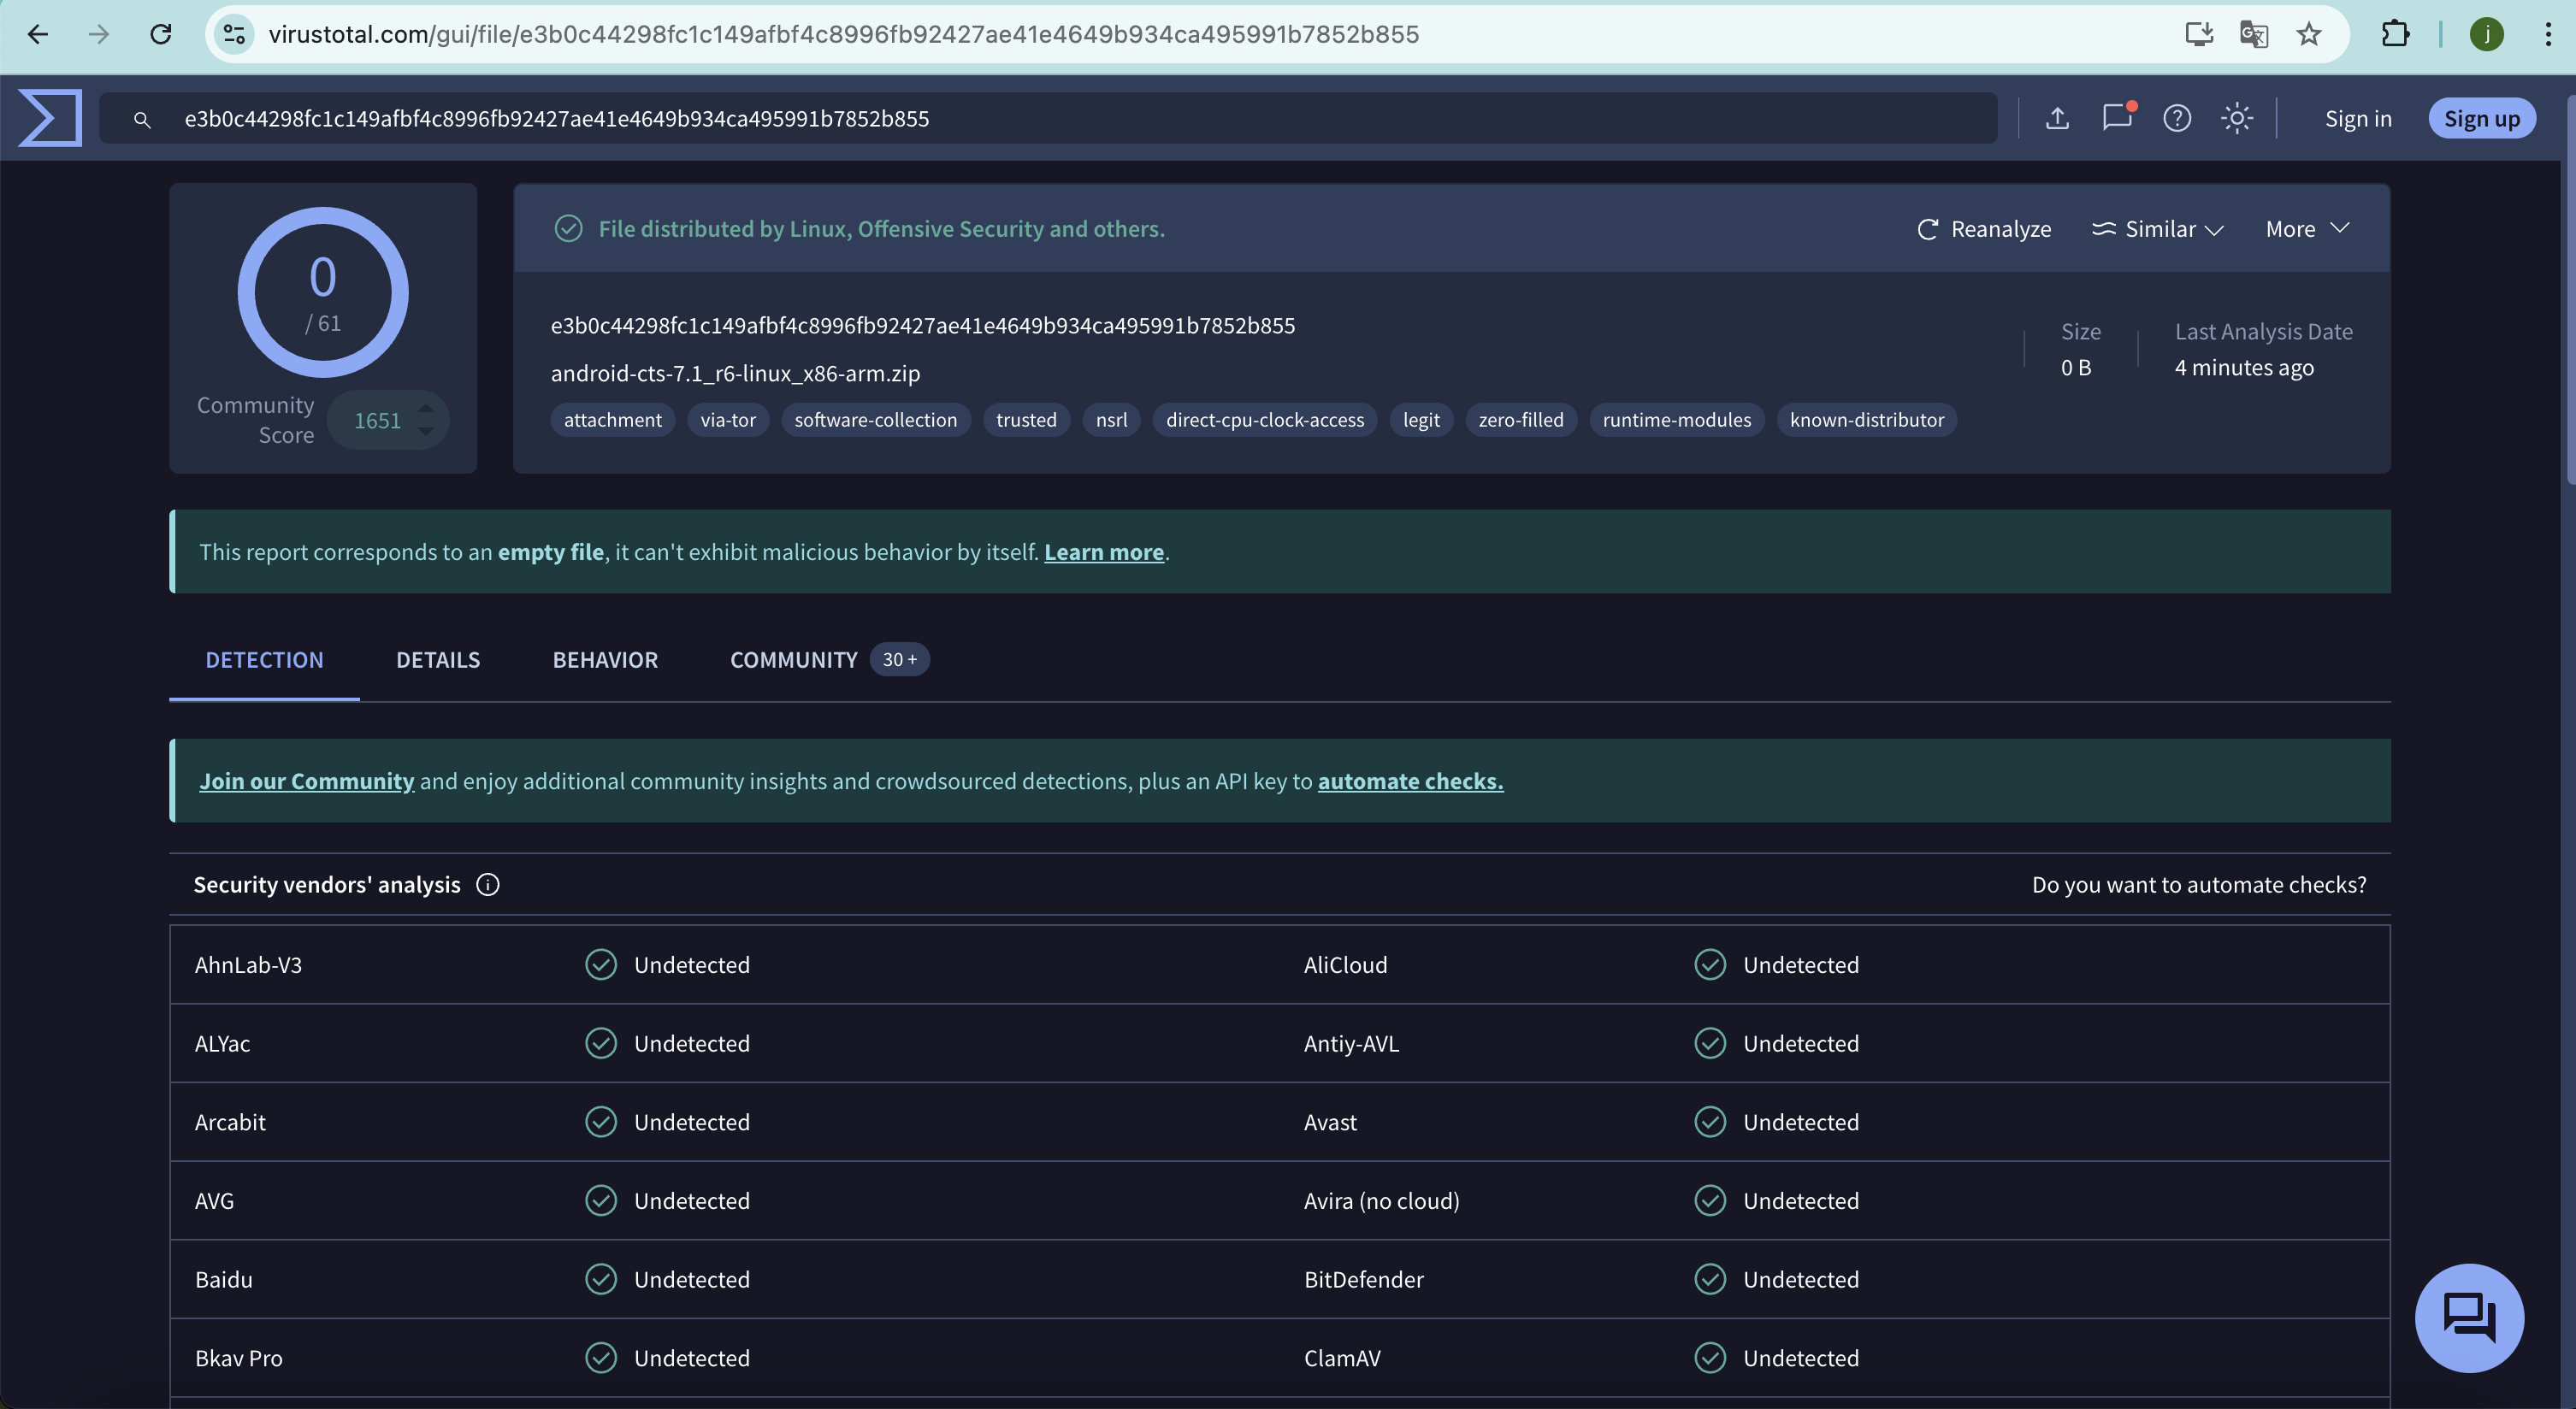 virustotal.com/gui/file/e3b0c44298fc1c149afbf4c8996fb92427ae41e4649b934ca495991b7852b855
j
e3b0c44298fc1c149afbf4c8996fb92427ae41e4649b934ca495991b7852b855
Sign in
Sign up
0
/ 61
Community Score
1651
File distributed by Linux, Offensive Security and others.
Reanalyze
Similar
More
e3b0c44298fc1c149afbf4c8996fb92427ae41e4649b934ca495991b7852b855
android-cts-7.1_r6-linux_x86-arm.zip
attachment via-tor software-collection trusted nsrl direct-cpu-clock-access legit zero-filled runtime-modules known-distributor
Size
0 B
Last Analysis Date
4 minutes ago
This report corresponds to an empty file, it can't exhibit malicious behavior by itself. Learn more.
DETECTION DETAILS BEHAVIOR COMMUNITY 30 +
Join our Community and enjoy additional community insights and crowdsourced detections, plus an API key to automate checks.
Security vendors' analysis
Do you want to automate checks?
AhnLab-V3 Undetected AliCloud Undetected
ALYac Undetected Antiy-AVL Undetected
Arcabit Undetected Avast Undetected
AVG Undetected Avira (no cloud) Undetected
Baidu Undetected BitDefender Undetected
Bkav Pro Undetected ClamAV Undetected